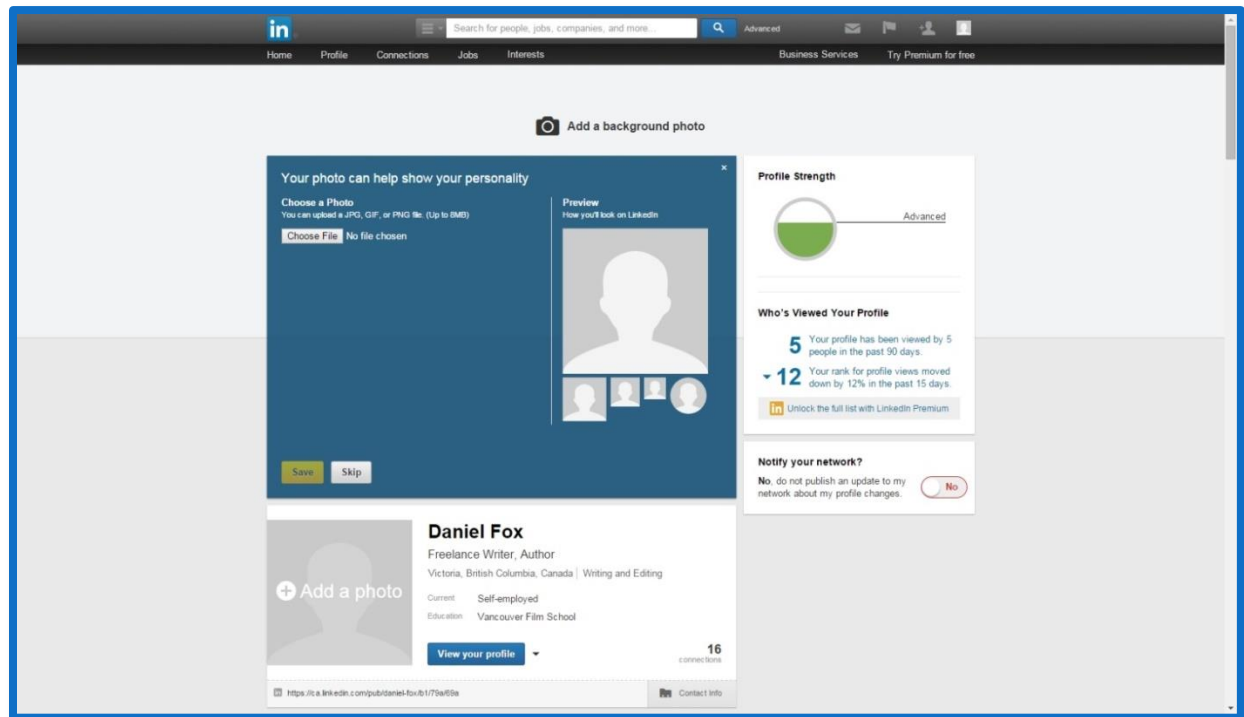 in
Search for people, jobs, companies, and more...
Advanced
Home Profile Connections Jobs Interests Business Services Try Premium for free
Add a background photo
Your photo can help show your personality
×
Choose a Photo
You can upload a JPG, GIF, or PNG file. (Up to 8MB)
Choose File No file chosen
Preview
How you'll look on LinkedIn
Save Skip
Profile Strength
Advanced
Who's Viewed Your Profile
5 Your profile has been viewed by 5
people in the past 90 days.
12 Your rank for profile views moved
down by 12% in the past 15 days.
in Unlock the full list with LinkedIn Premium
Notify your network?
No, do not publish an update to my
network about my profile changes.
No
Add a photo
Daniel Fox
Freelance Writer, Author
Victoria, British Columbia, Canada | Writing and Editing
Current Self-employed
Education Vancouver Film School
View your profile
16
connections
https://ca.linkedin.com/pub/daniel-fox/b1/79a/69a
Contact Info